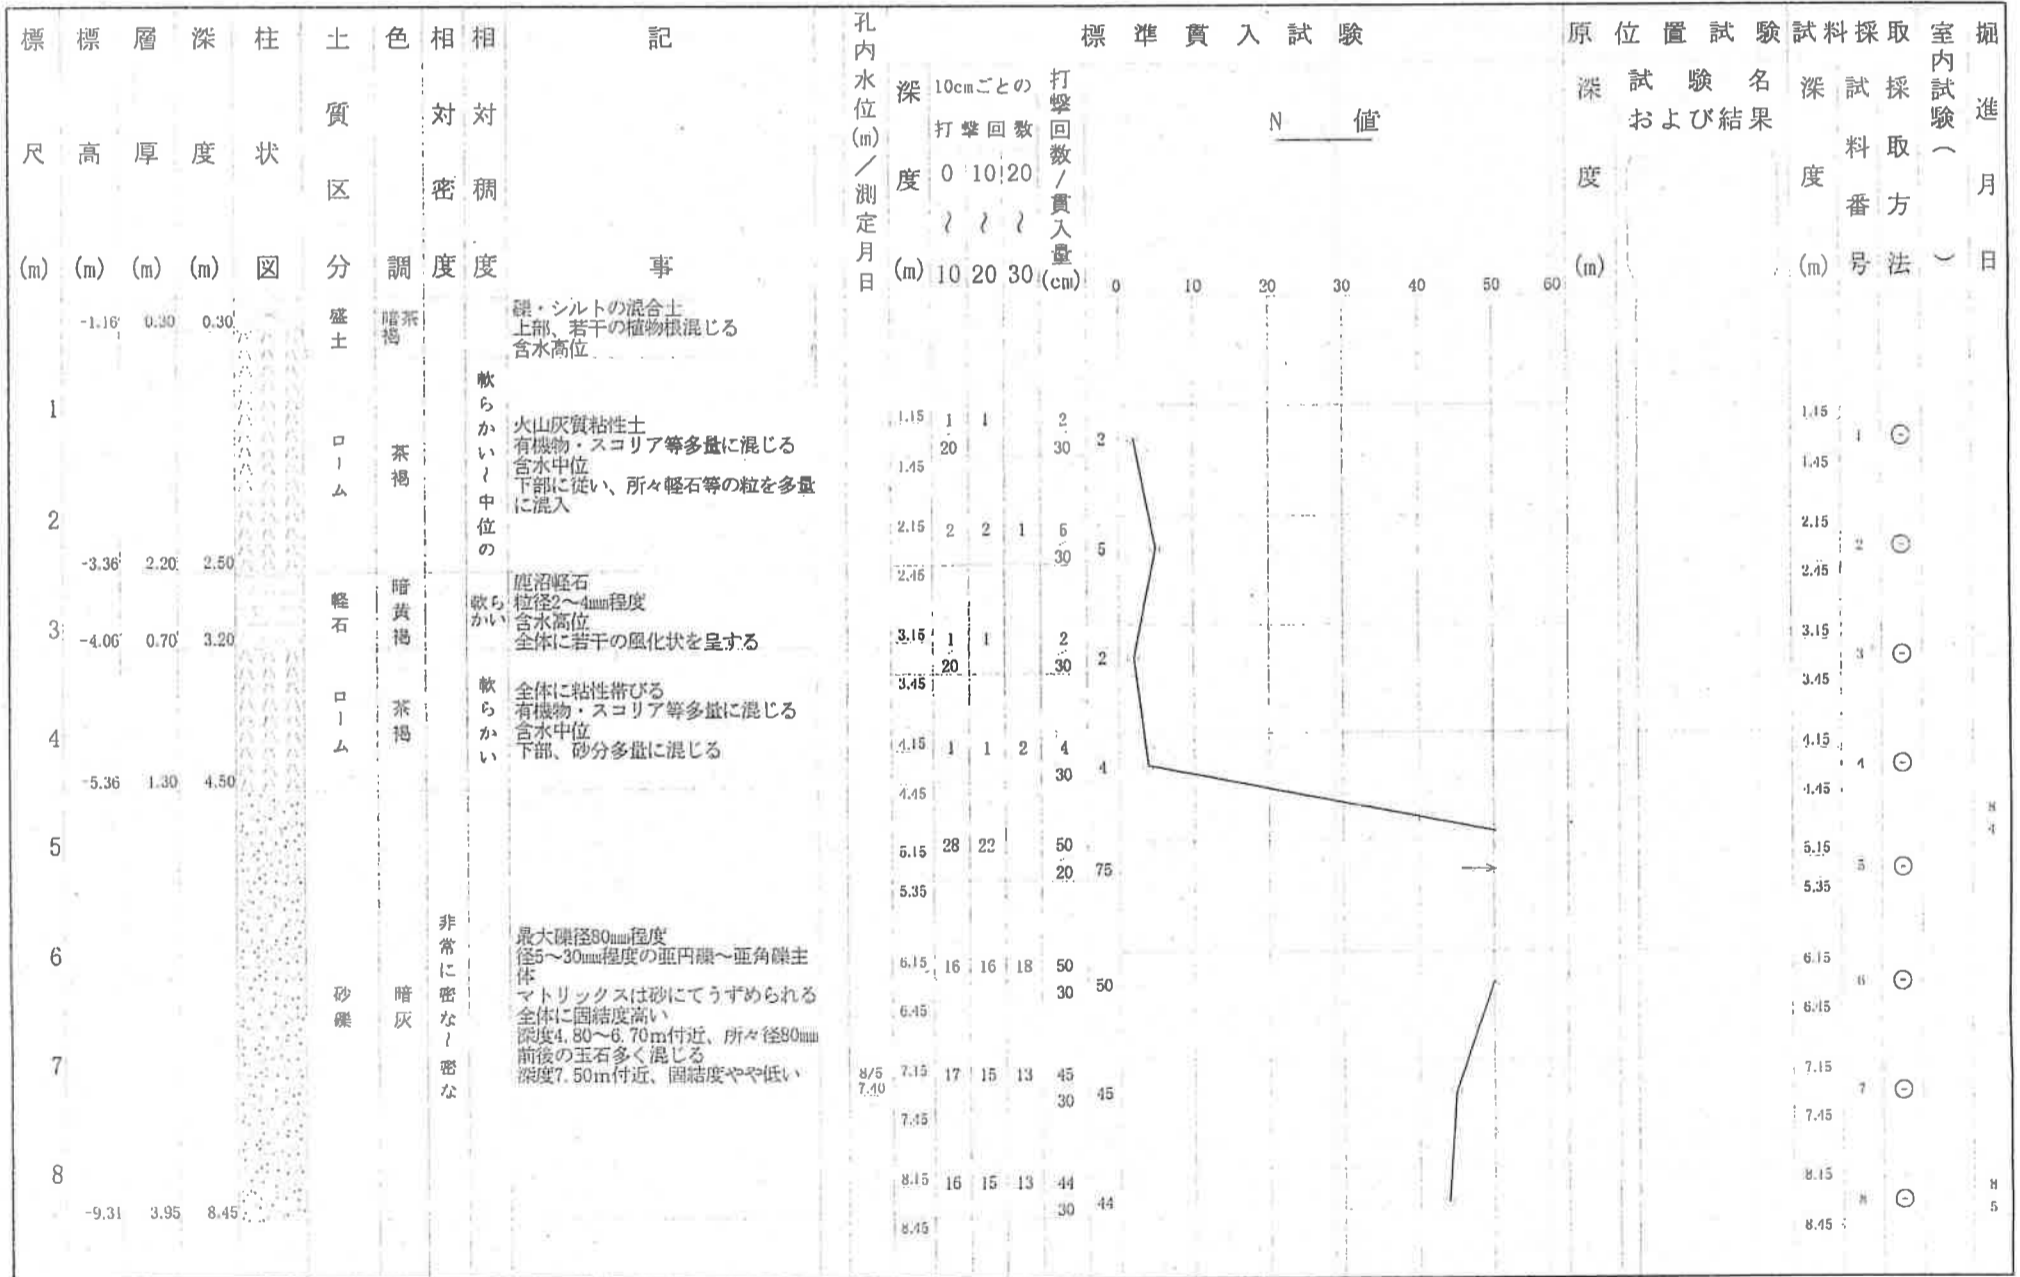 標尺(m) 標高(m) 層厚(m) 深度(m) 柱状図 土質区分 色調 相対密度 相対稠度 記事 孔内水位(m)/測定月日 標準貫入試験 原位置試験 試料採取 室内試験() 掘進月日
深度(m) 10cmごとの打撃回数 打撃回数/貫入量(cm) N 値 深度(m) 試験名および結果 深度(m) 試料番号 採取方法
0 10 20
~ ~ ~
10 20 30
0 10 20 30 40 50 60
-1.16 0.30 0.30 盛土 暗茶褐
礫・シルトの混合土
上部、若干の植物根混じる
含水高位
1
ローム 茶褐 軟らかい~中位の
火山灰質粘性土
有機物・スコリア等多量に混じる
含水中位
下部に従い、所々軽石等の粒を多量
に混入
1.15 1 1 2 1.15
20 30 2 1
1.45 1.45
2
2.15 2 2 1 2.15
30 5 2
2.45 2.45
-3.36 2.20 2.50
軽石 暗黄褐 軟らかい
鹿沼軽石
粒径2~4mm程度
含水高位
全体に若干の風化状を呈する
3 -4.06 0.70 3.20
3.15 1 1 2 3.15
20 30 2 3
3.45 3.45
ローム 茶褐 軟らかい
全体に粘性帯びる
有機物・スコリア等多量に混じる
含水中位
下部、砂分多量に混じる
4
4.15 1 1 2 4 4.15
30 4 4
4.45 4.45
-5.36 1.30 4.50
8
4
5
5.15 28 22 50 5.15
20 75 5
5.35 5.35
砂礫 暗灰 非常に密な~密な
最大礫径80mm程度
径5~30mm程度の亜円礫~亜角礫主
体
マトリックスは砂にてうずめられる
全体に固結度高い
深度4.80~6.70m付近、所々径80mm
前後の玉石多く混じる
深度7.50m付近、固結度やや低い
6
6.15 16 16 18 50 6.15
30 50 6
6.45 6.45
7
8/5
7.40
7.15 17 15 13 45 7.15
30 45 7
7.45 7.45
8
8.15 16 15 13 44 8.15
30 44 8
8.45 8.45
-9.31 3.95 8.45
8
5